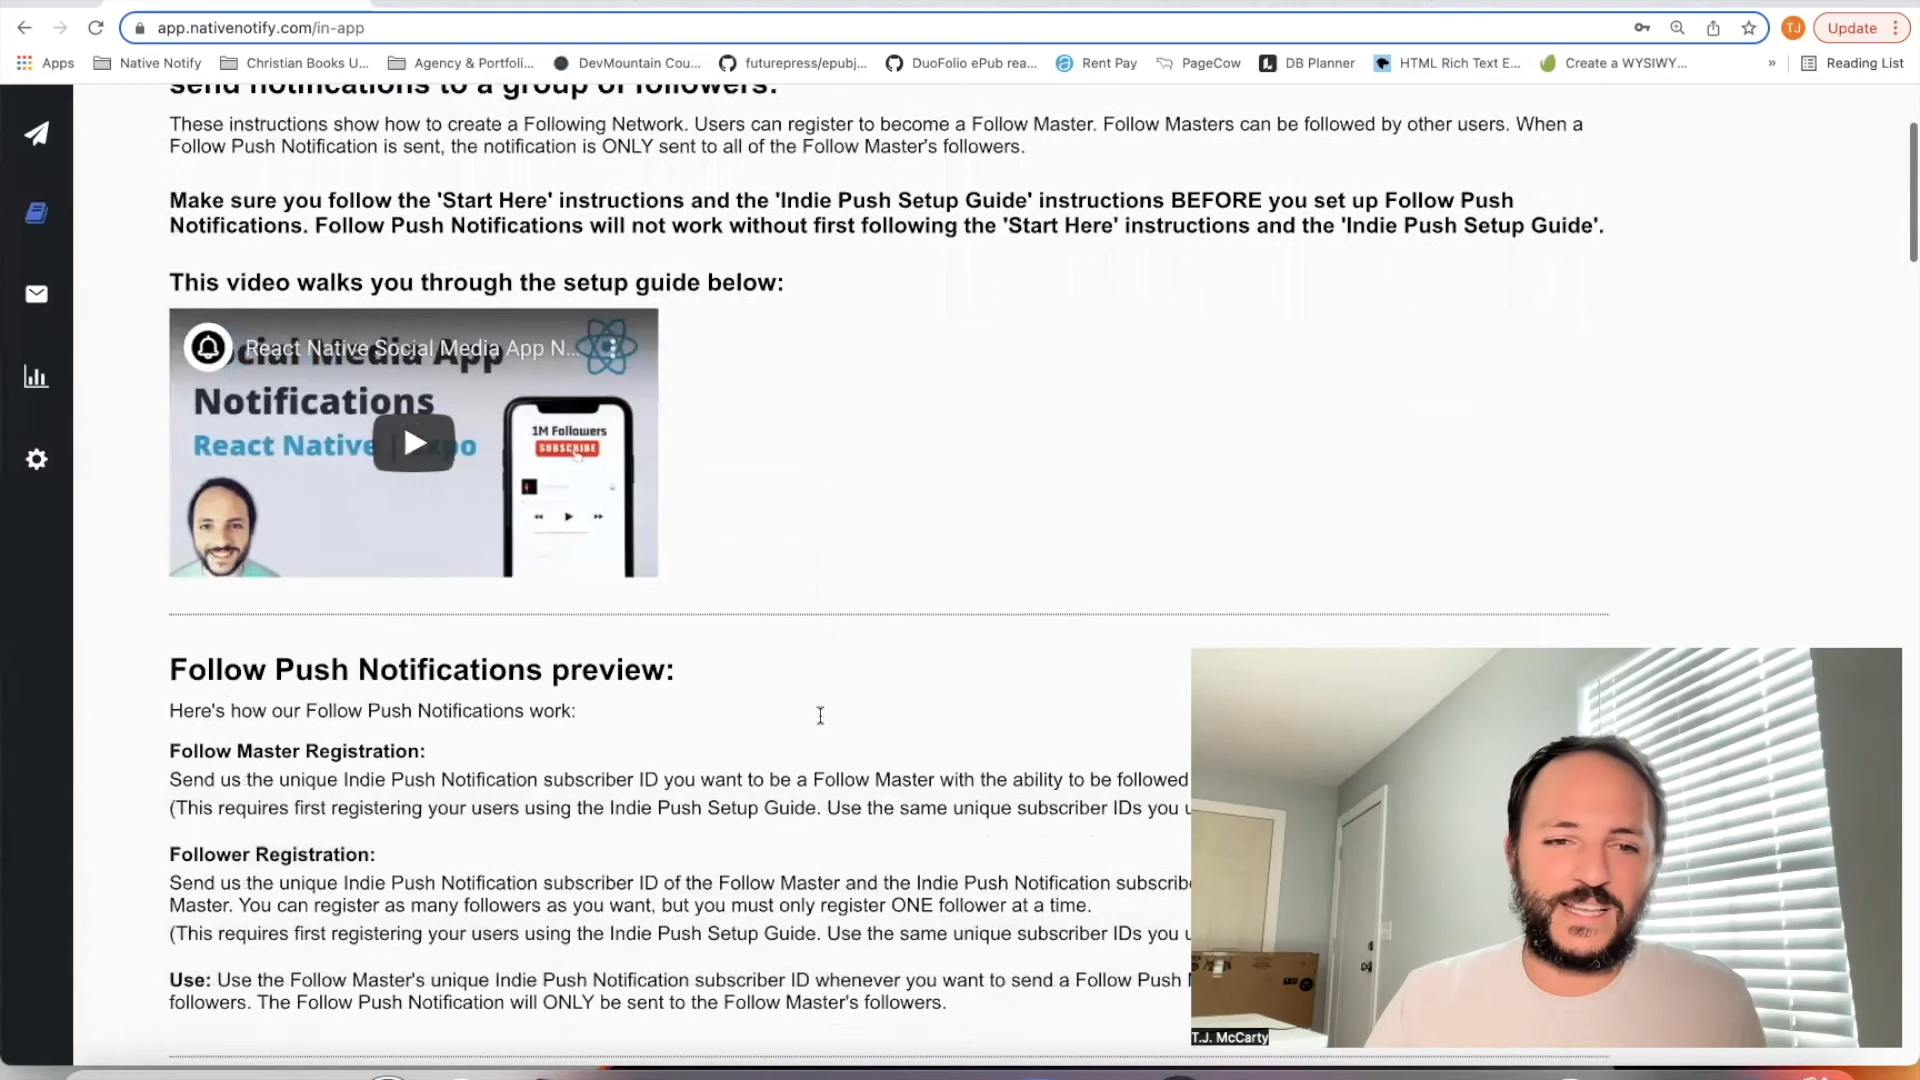 app.nativenotify.com/in-app
TJ
Update
Apps
Native Notify
Christian Books U...
Agency & Portfoli...
DevMountain Cou...
futurepress/epubj...
DuoFolio ePub rea...
Rent Pay
PageCow
DB Planner
HTML Rich Text E...
Create a WYSIWY...
»
Reading List
send notifications to a group of followers:
These instructions show how to create a Following Network. Users can register to become a Follow Master. Follow Masters can be followed by other users. When a
Follow Push Notification is sent, the notification is ONLY sent to all of the Follow Master's followers.
Make sure you follow the 'Start Here' instructions and the 'Indie Push Setup Guide' instructions BEFORE you set up Follow Push
Notifications. Follow Push Notifications will not work without first following the 'Start Here' instructions and the 'Indie Push Setup Guide'.
This video walks you through the setup guide below:
React Native Social Media App N...
Social Media App
Notifications
React Native | Expo
1M Followers
SUBSCRIBE
Follow Push Notifications preview:
Here's how our Follow Push Notifications work:
Follow Master Registration:
Send us the unique Indie Push Notification subscriber ID you want to be a Follow Master with the ability to be followed
(This requires first registering your users using the Indie Push Setup Guide. Use the same unique subscriber IDs you u
Follower Registration:
Send us the unique Indie Push Notification subscriber ID of the Follow Master and the Indie Push Notification subscribe
Master. You can register as many followers as you want, but you must only register ONE follower at a time.
(This requires first registering your users using the Indie Push Setup Guide. Use the same unique subscriber IDs you u
Use: Use the Follow Master's unique Indie Push Notification subscriber ID whenever you want to send a Follow Push N
followers. The Follow Push Notification will ONLY be sent to the Follow Master's followers.
T.J. McCarty